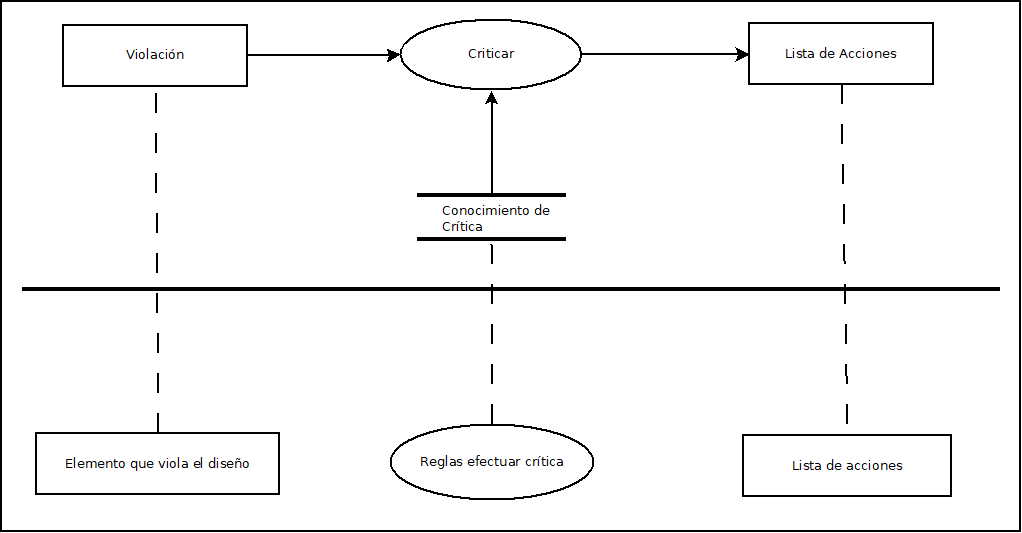 Violación
Criticar
Lista de Acciones
Conocimiento de
Crítica
Elemento que viola el diseño
Reglas efectuar crítica
Lista de acciones